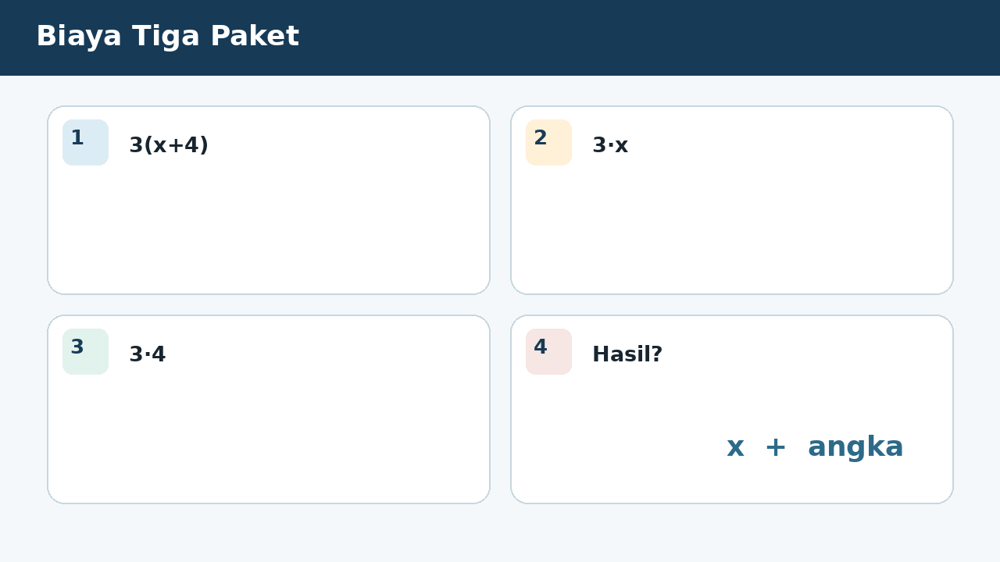 Biaya Tiga Paket
1 3(x+4)
2 3·x
3 3·4
4 Hasil?
x + angka